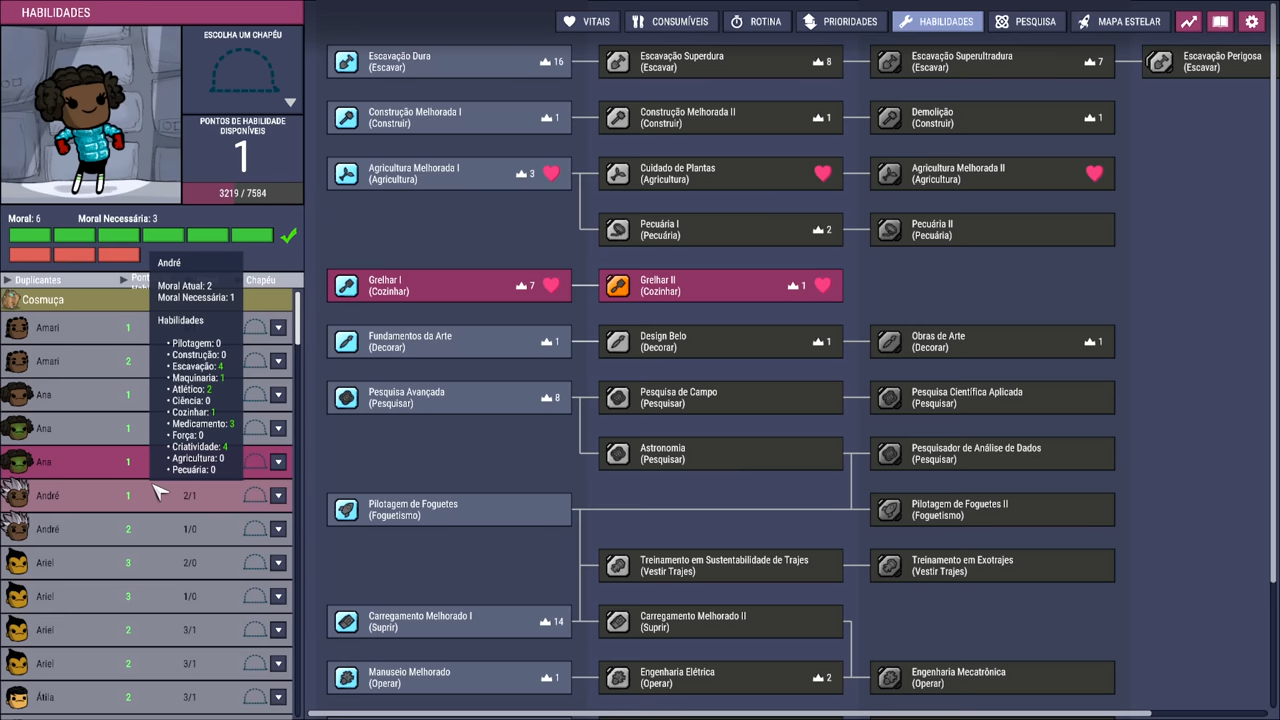 HABILIDADES
VITAIS
CONSUMÍVEIS
ROTINA
PRIORIDADES
HABILIDADES
PESQUISA
MAPA ESTELAR
ESCOLHA UM CHAPÉU
PONTOS DE HABILIDADE
DISPONÍVEIS
1
3219 / 7584
Moral: 6
Moral Necessária: 3
Duplicantes
Chapéu
Cosmuça
Amari 1
Amari 2
Ana 1
Ana 1
Ana 1
André 1 2/1
André 2 1/0
Ariel 3 2/0
Ariel 3 1/0
Ariel 2 3/1
Ariel 2 3/1
Átila 2 3/1
André
Moral Atual: 2
Moral Necessária: 1
Habilidades
• Pilotagem: 0
• Construção: 0
• Escavação: 4
• Maquinaria: 1
• Atlético: 2
• Ciência: 0
• Cozinhar: 1
• Medicamento: 3
• Força: 0
• Criatividade: 4
• Agricultura: 0
• Pecuária: 0
Escavação Dura
(Escavar)
16
Escavação Superdura
(Escavar)
8
Escavação Superultradura
(Escavar)
7
Escavação Perigosa
(Escavar)
Construção Melhorada I
(Construir)
1
Construção Melhorada II
(Construir)
1
Demolição
(Construir)
1
Agricultura Melhorada I
(Agricultura)
3
Cuidado de Plantas
(Agricultura)
Agricultura Melhorada II
(Agricultura)
Pecuária I
(Pecuária)
2
Pecuária II
(Pecuária)
Grelhar I
(Cozinhar)
7
Grelhar II
(Cozinhar)
1
Fundamentos da Arte
(Decorar)
1
Design Belo
(Decorar)
1
Obras de Arte
(Decorar)
1
Pesquisa Avançada
(Pesquisar)
8
Pesquisa de Campo
(Pesquisar)
Pesquisa Científica Aplicada
(Pesquisar)
Astronomia
(Pesquisar)
Pesquisador de Análise de Dados
(Pesquisar)
Pilotagem de Foguetes
(Foguetismo)
Pilotagem de Foguetes II
(Foguetismo)
Treinamento em Sustentabilidade de Trajes
(Vestir Trajes)
Treinamento em Exotrajes
(Vestir Trajes)
Carregamento Melhorado I
(Suprir)
14
Carregamento Melhorado II
(Suprir)
Manuseio Melhorado
(Operar)
1
Engenharia Elétrica
(Operar)
2
Engenharia Mecatrônica
(Operar)